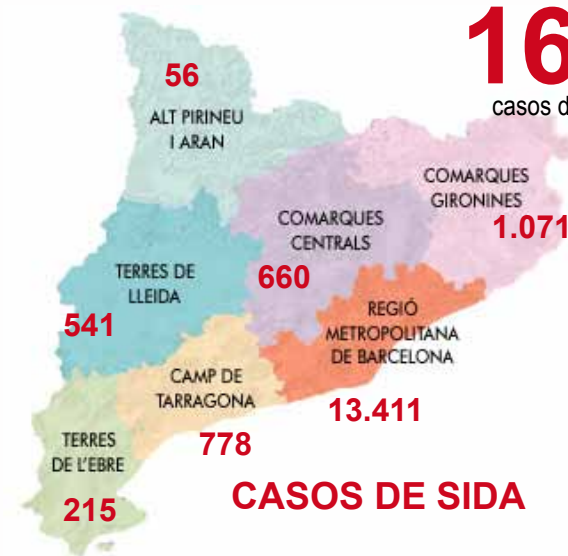 16
casos d
56
ALT PIRINEU
I ARAN
COMARQUES
GIRONINES
1.071
COMARQUES
CENTRALS
660
TERRES DE
LLEIDA
541
REGIÓ
METROPOLITANA
DE BARCELONA
13.411
CAMP DE
TARRAGONA
778
TERRES
DE L'EBRE
215
CASOS DE SIDA